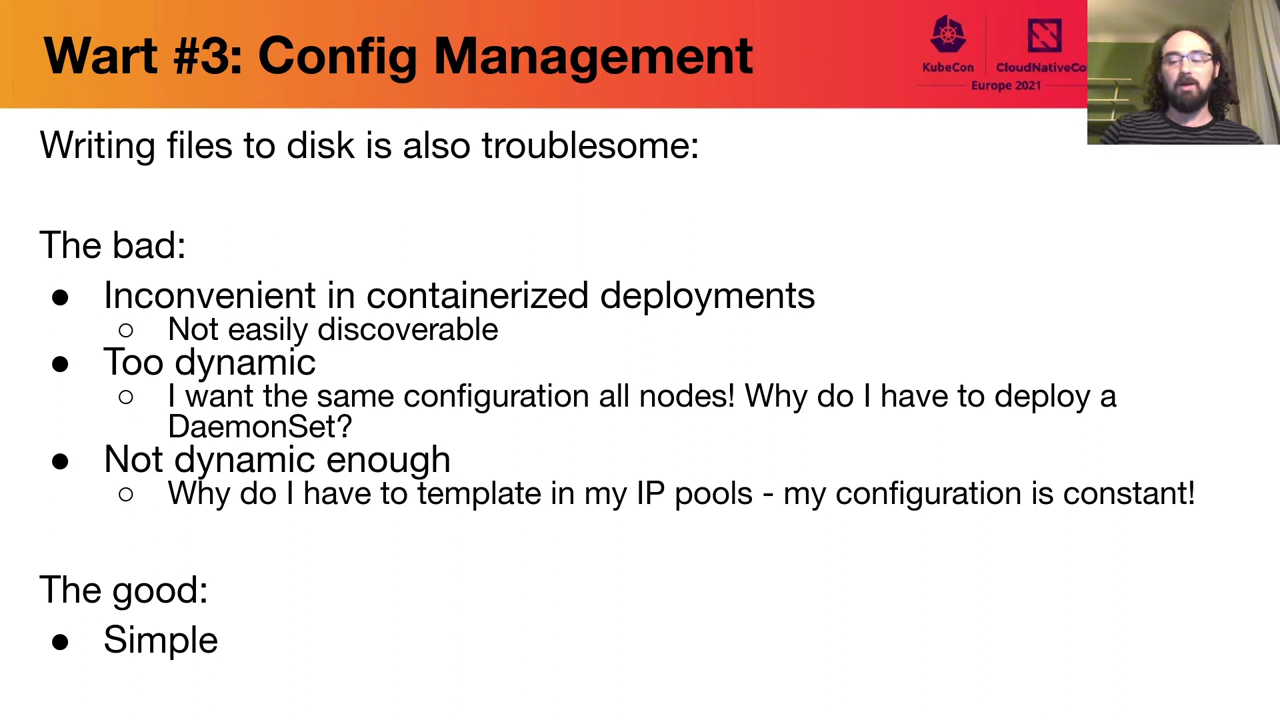 Wart #3: Config Management
KubeCon
CloudNativeCo
Europe 2021
Writing files to disk is also troublesome:
The bad:
● Inconvenient in containerized deployments
○ Not easily discoverable
● Too dynamic
○ I want the same configuration all nodes! Why do I have to deploy a
DaemonSet?
● Not dynamic enough
○ Why do I have to template in my IP pools - my configuration is constant!
The good:
● Simple